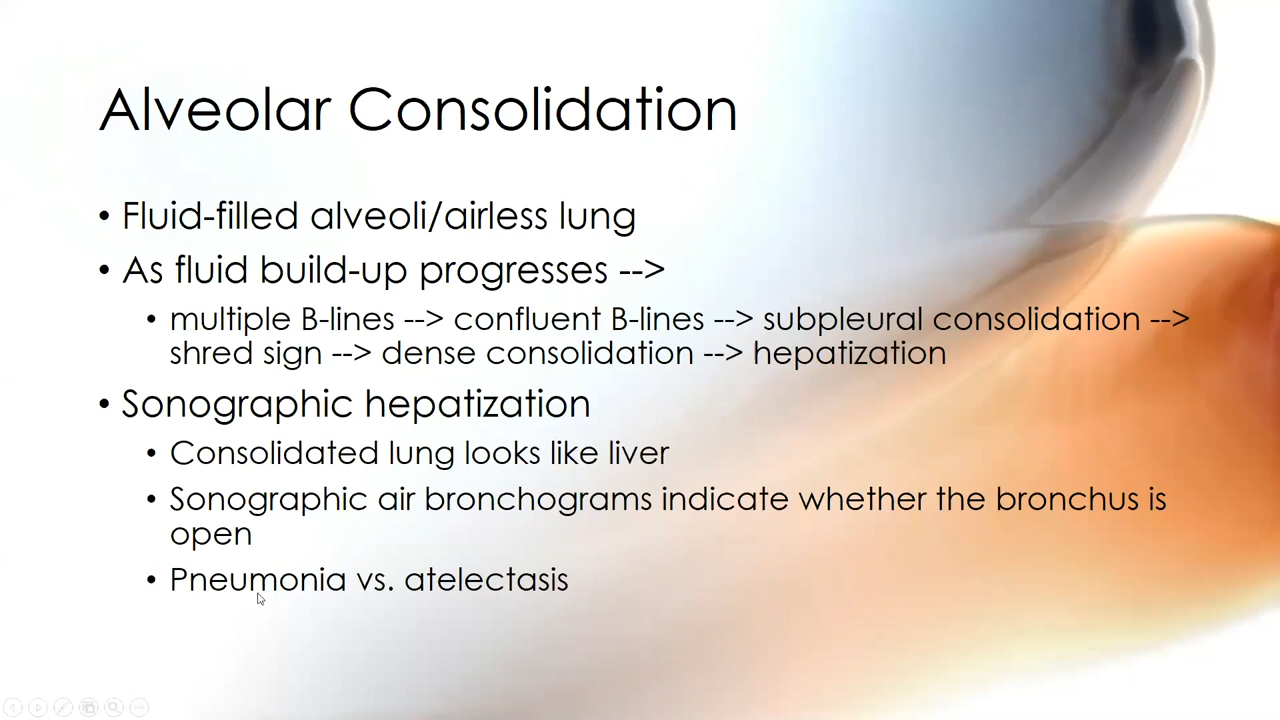 Alveolar Consolidation
• Fluid-filled alveoli/airless lung
• As fluid build-up progresses -->
• multiple B-lines --> confluent B-lines --> subpleural consolidation -->
shred sign --> dense consolidation --> hepatization
• Sonographic hepatization
• Consolidated lung looks like liver
• Sonographic air bronchograms indicate whether the bronchus is
open
• Pneumonia vs. atelectasis